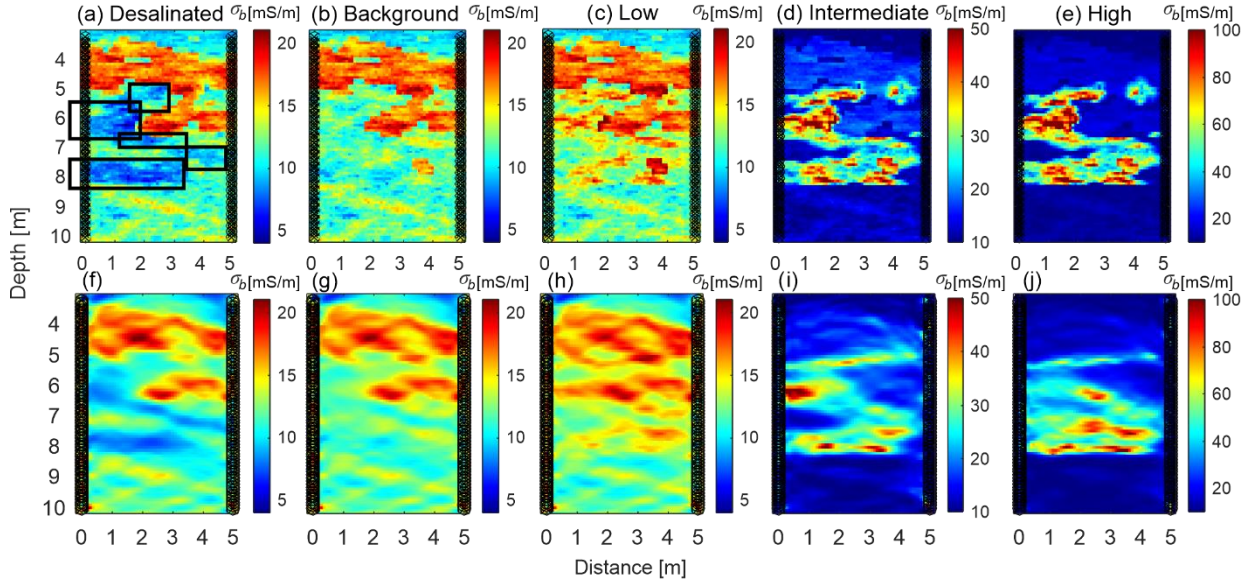 (a) Desalinated σb[mS/m] (b) Background σb[mS/m] (c) Low σb[mS/m] (d) Intermediate σb[mS/m] (e) High σb[mS/m]
20 20 20 50 100
4
5
6
7
8
9
10
15 15 15 40 80
10 10 10 30 60
5 5 5 20 40
10 20
0 1 2 3 4 5 0 1 2 3 4 5 0 1 2 3 4 5 0 1 2 3 4 5 0 1 2 3 4 5
Depth [m]
(f) σb[mS/m] (g) σb[mS/m] (h) σb[mS/m] (i) σb[mS/m] (j) σb[mS/m]
20 20 20 50 100
4
5
6
7
8
9
10
15 15 15 40 80
10 10 10 30 60
5 5 5 20 40
10 20
0 1 2 3 4 5 0 1 2 3 4 5 0 1 2 3 4 5 0 1 2 3 4 5 0 1 2 3 4 5
Distance [m]